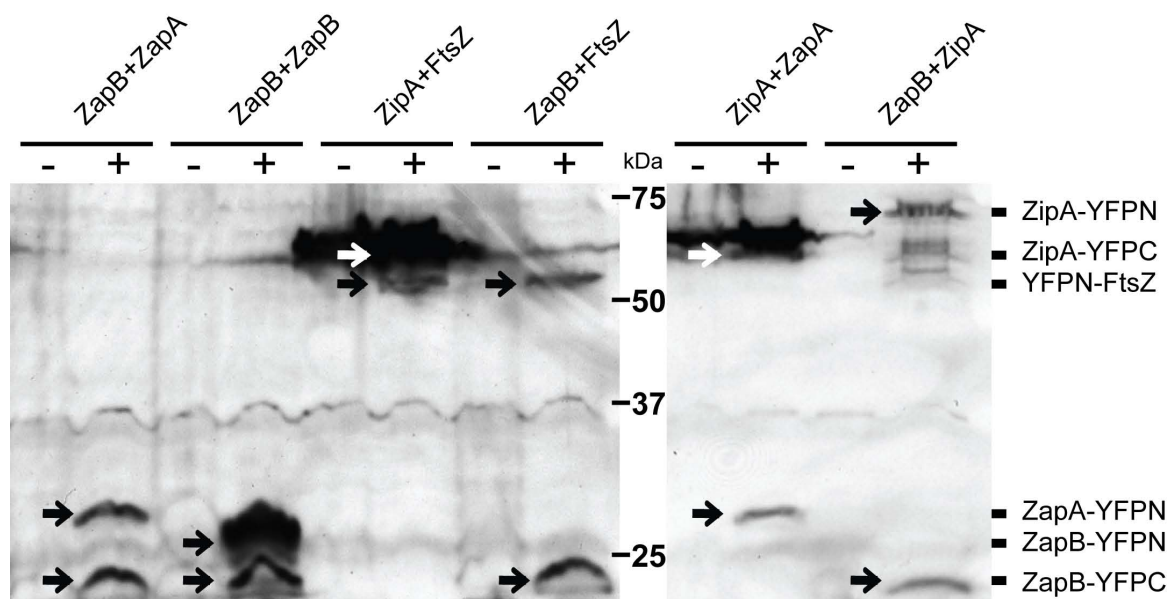 ZapB+ZapA
ZapB+ZapB
ZipA+FtsZ
ZapB+FtsZ
ZipA+ZapA
ZapB+ZipA
- + - + - + - + kDa - + - +
75
50
37
25
ZipA-YFPN
ZipA-YFPC
YFPN-FtsZ
ZapA-YFPN
ZapB-YFPN
ZapB-YFPC